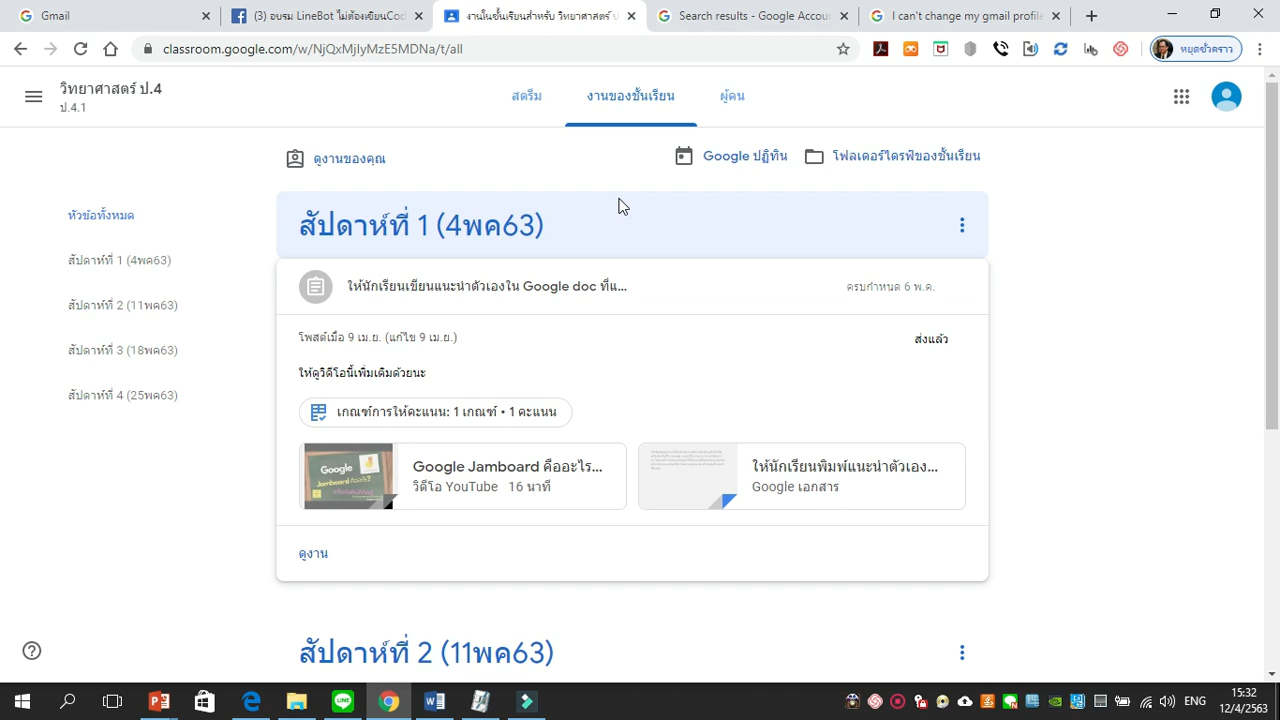 Gmail
(3) อบรม LineBot ไม่ต้องเขียนCod
งานในชั้นเรียนสำหรับ วิทยาศาสตร์ ป
Search results - Google Accou
I can't change my gmail profile
classroom.google.com/w/NjQxMjIyMzE5MDNa/t/all
หยุดชั่วคราว
วิทยาศาสตร์ ป.4
ป.4.1
สตรีม
งานของชั้นเรียน
ผู้คน
ดูงานของคุณ
Google ปฏิทิน
โฟลเดอร์ไดรฟ์ของชั้นเรียน
หัวข้อทั้งหมด
สัปดาห์ที่ 1 (4พค63)
สัปดาห์ที่ 2 (11พค63)
สัปดาห์ที่ 3 (18พค63)
สัปดาห์ที่ 4 (25พค63)
สัปดาห์ที่ 1 (4พค63)
ให้นักเรียนเขียนแนะนำตัวเองใน Google doc ที่แ...
ครบกำหนด 6 พ.ค.
โพสต์เมื่อ 9 เม.ย. (แก้ไข 9 เม.ย.)
ส่งแล้ว
ให้ดูวิดีโอนี้เพิ่มเติมด้วยนะ
เกณฑ์การให้คะแนน: 1 เกณฑ์ • 1 คะแนน
Google
Jamboard คืออะไร?
Google Jamboard คืออะไร...
วิดีโอ YouTube 16 นาที
ให้นักเรียนพิมพ์แนะนำตัวเอง...
Google เอกสาร
ดูงาน
สัปดาห์ที่ 2 (11พค63)
ENG
15:32
12/4/2563